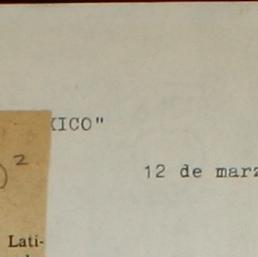 XICO"
12 de marz
)²
Lati-